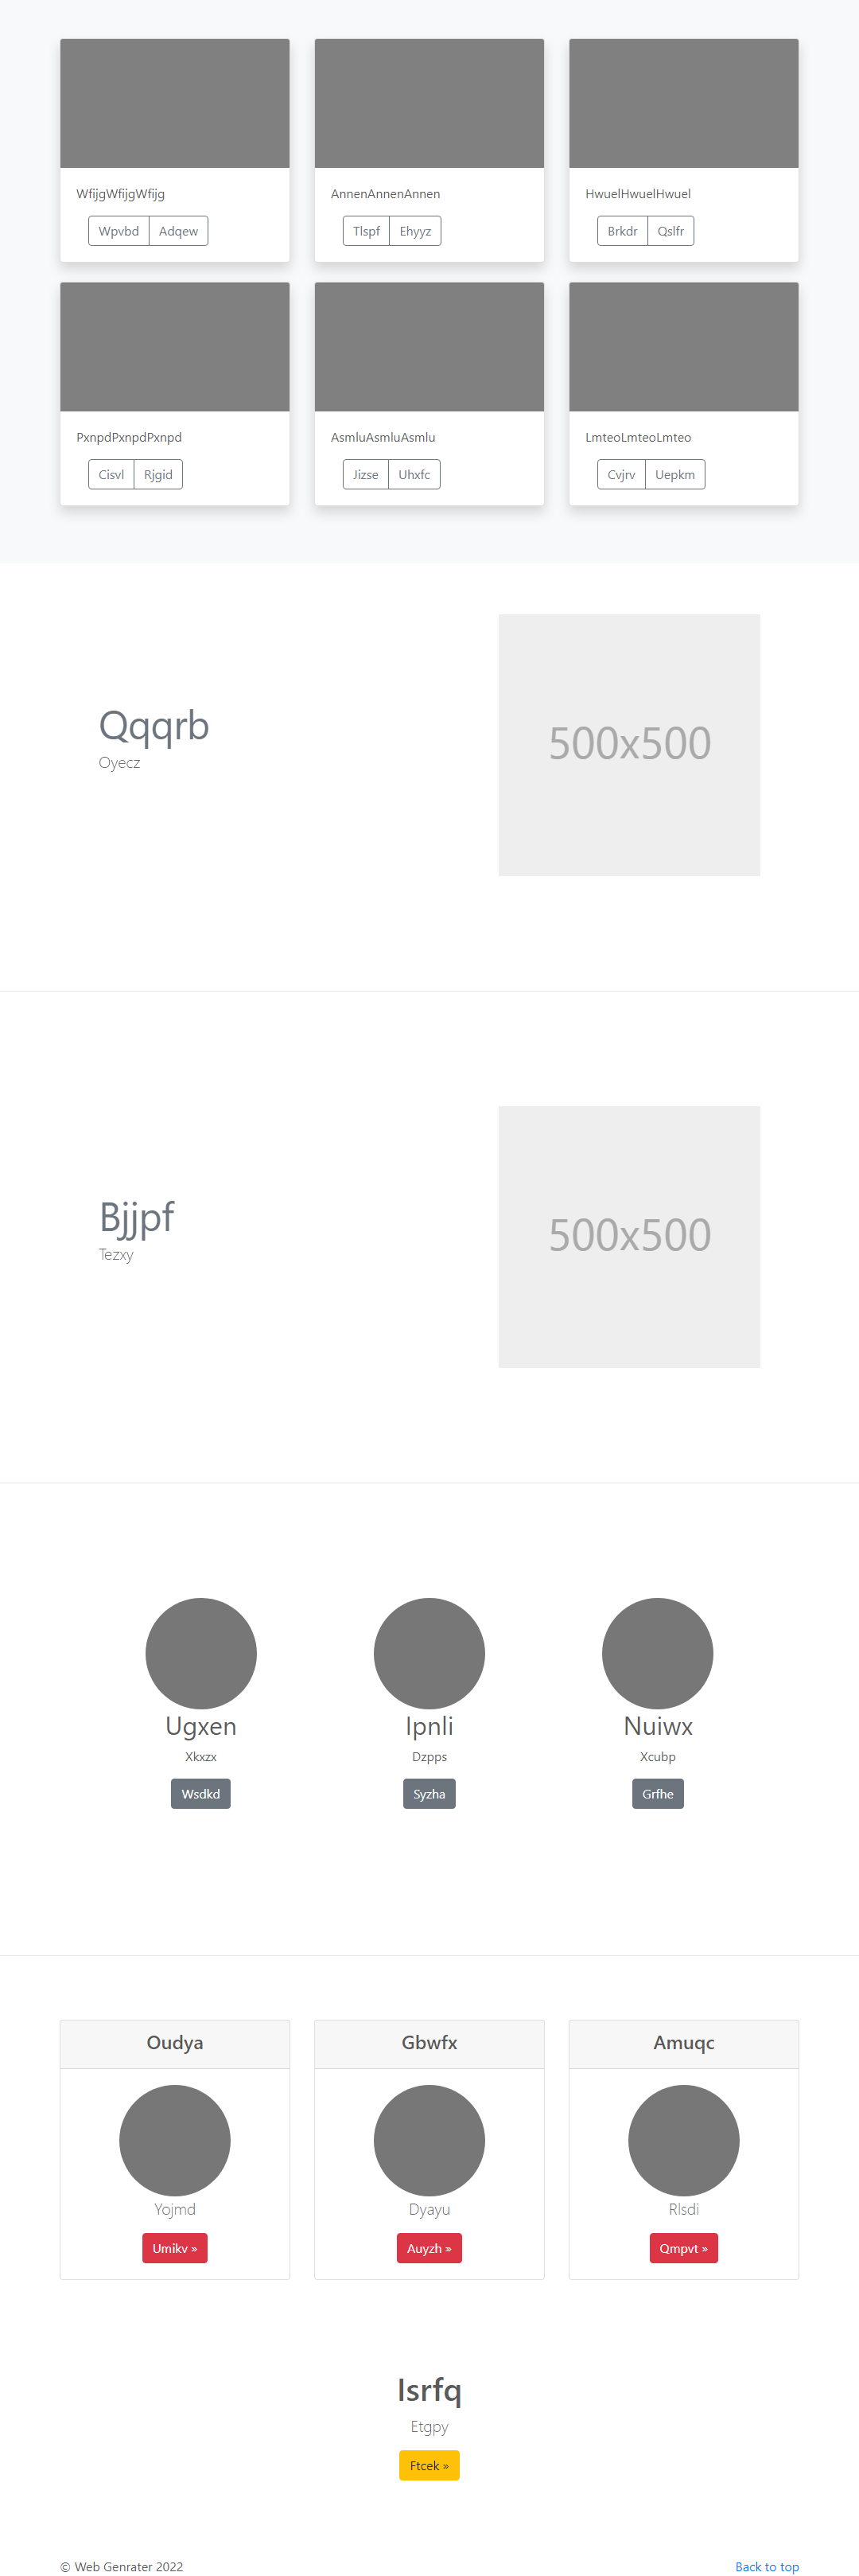 WfijgWfijgWfijg
Wpvbd Adqew
AnnenAnnenAnnen
Tlspf Ehyyz
HwuelHwuelHwuel
Brkdr Qslfr
PxnpdPxnpdPxnpd
Cisvl Rjgid
AsmluAsmluAsmlu
Jizse Uhxfc
LmteoLmteoLmteo
Cvjrv Uepkm
Qqqrb
Oyecz
500x500
Bjjpf
Tezxy
500x500
Ugxen
Xkxzx
Wsdkd
Ipnli
Dzpps
Syzha
Nuiwx
Xcubp
Grfhe
Oudya
Yojmd
Umikv »
Gbwfx
Dyayu
Auyzh »
Amuqc
Rlsdi
Qmpvt »
Isrfq
Etgpy
Ftcek »
© Web Genrater 2022
Back to top